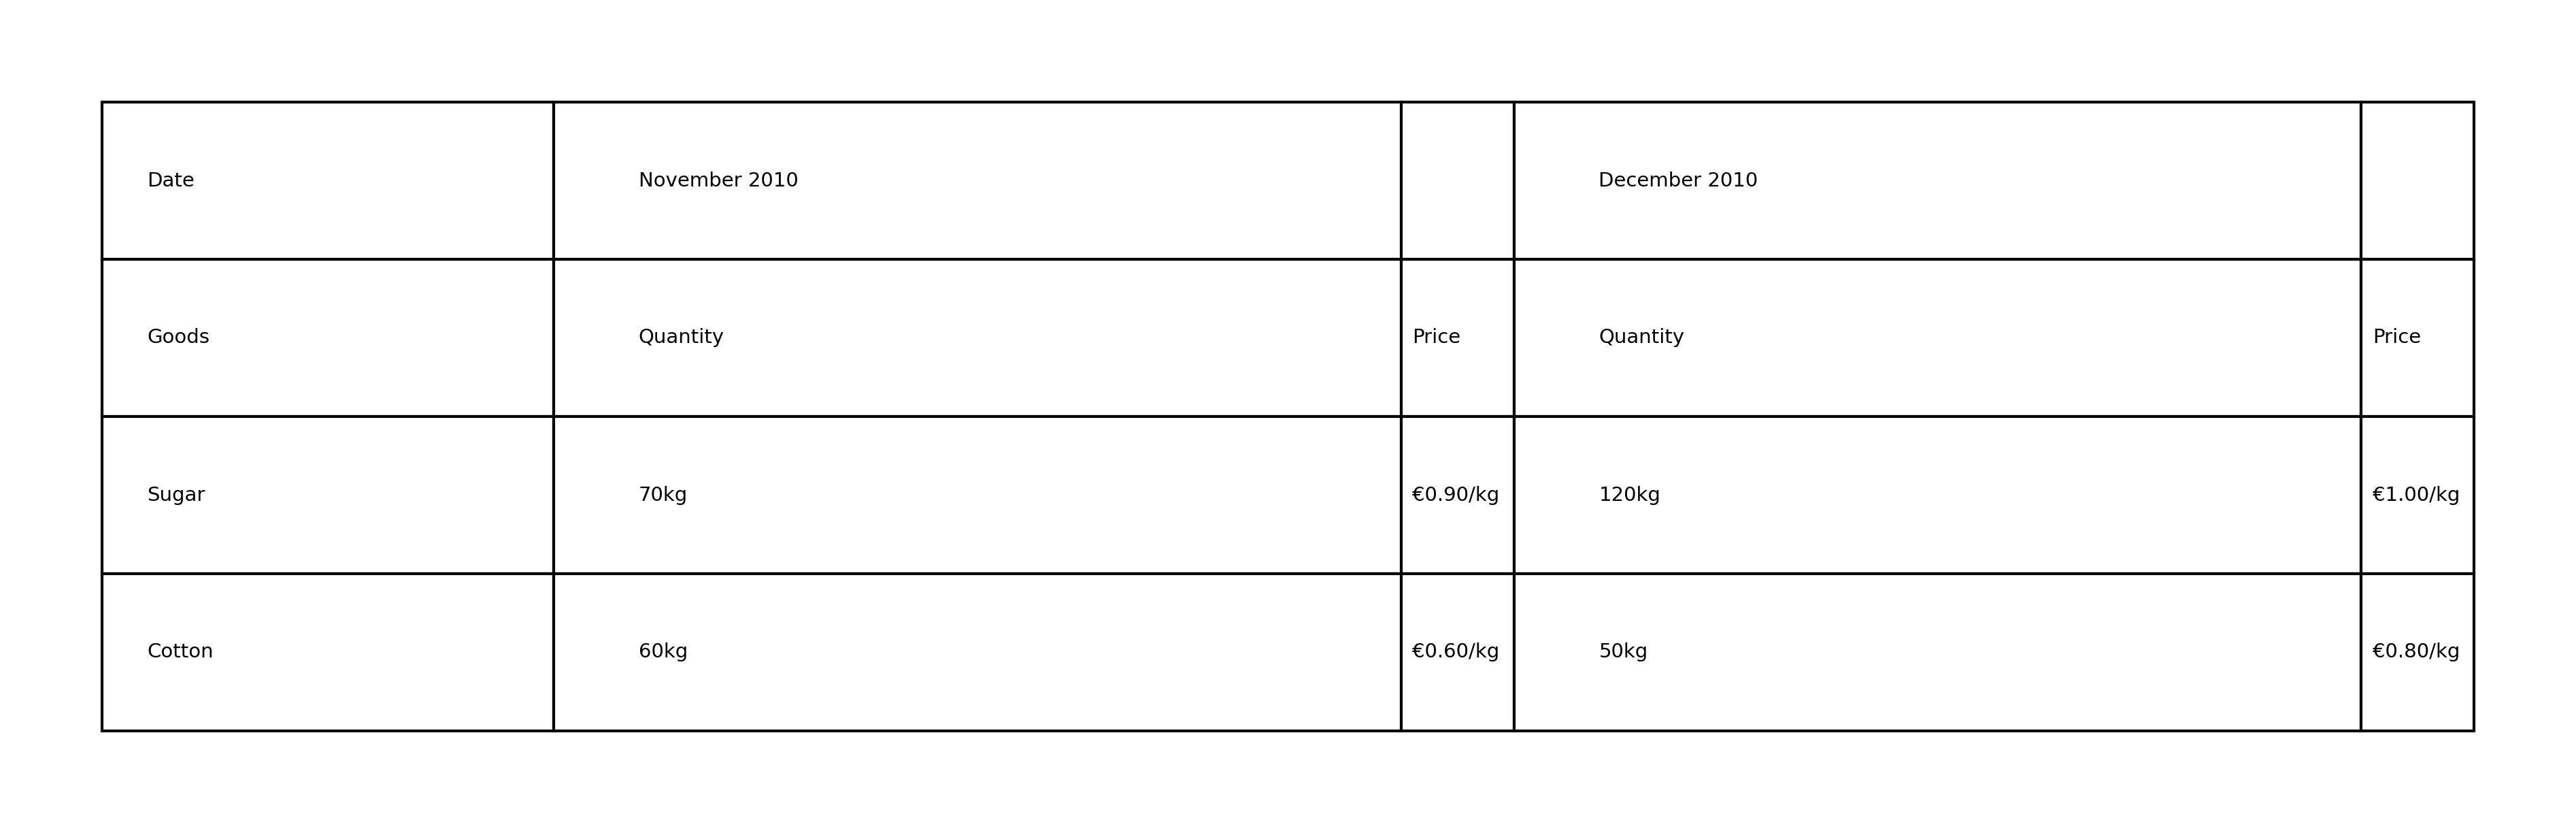 Date November 2010 December 2010
Goods Quantity Price Quantity Price
Sugar 70kg €0.90/kg 120kg €1.00/kg
Cotton 60kg €0.60/kg 50kg €0.80/kg